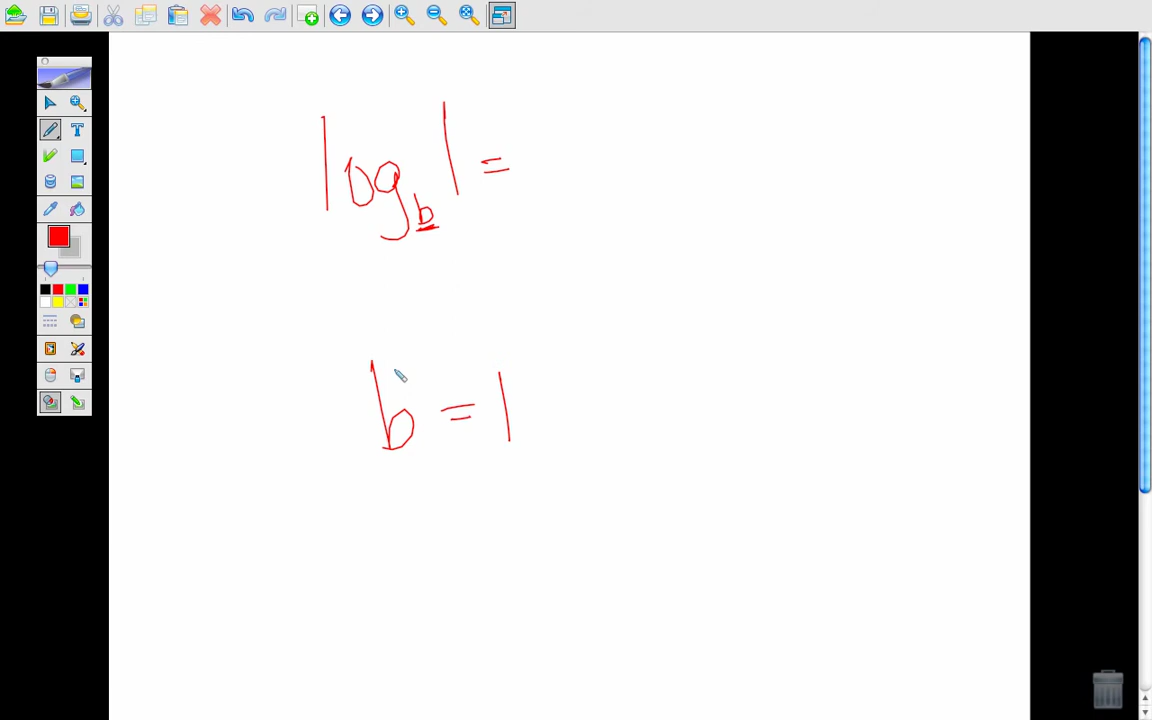 log_b 1 =
b = 1